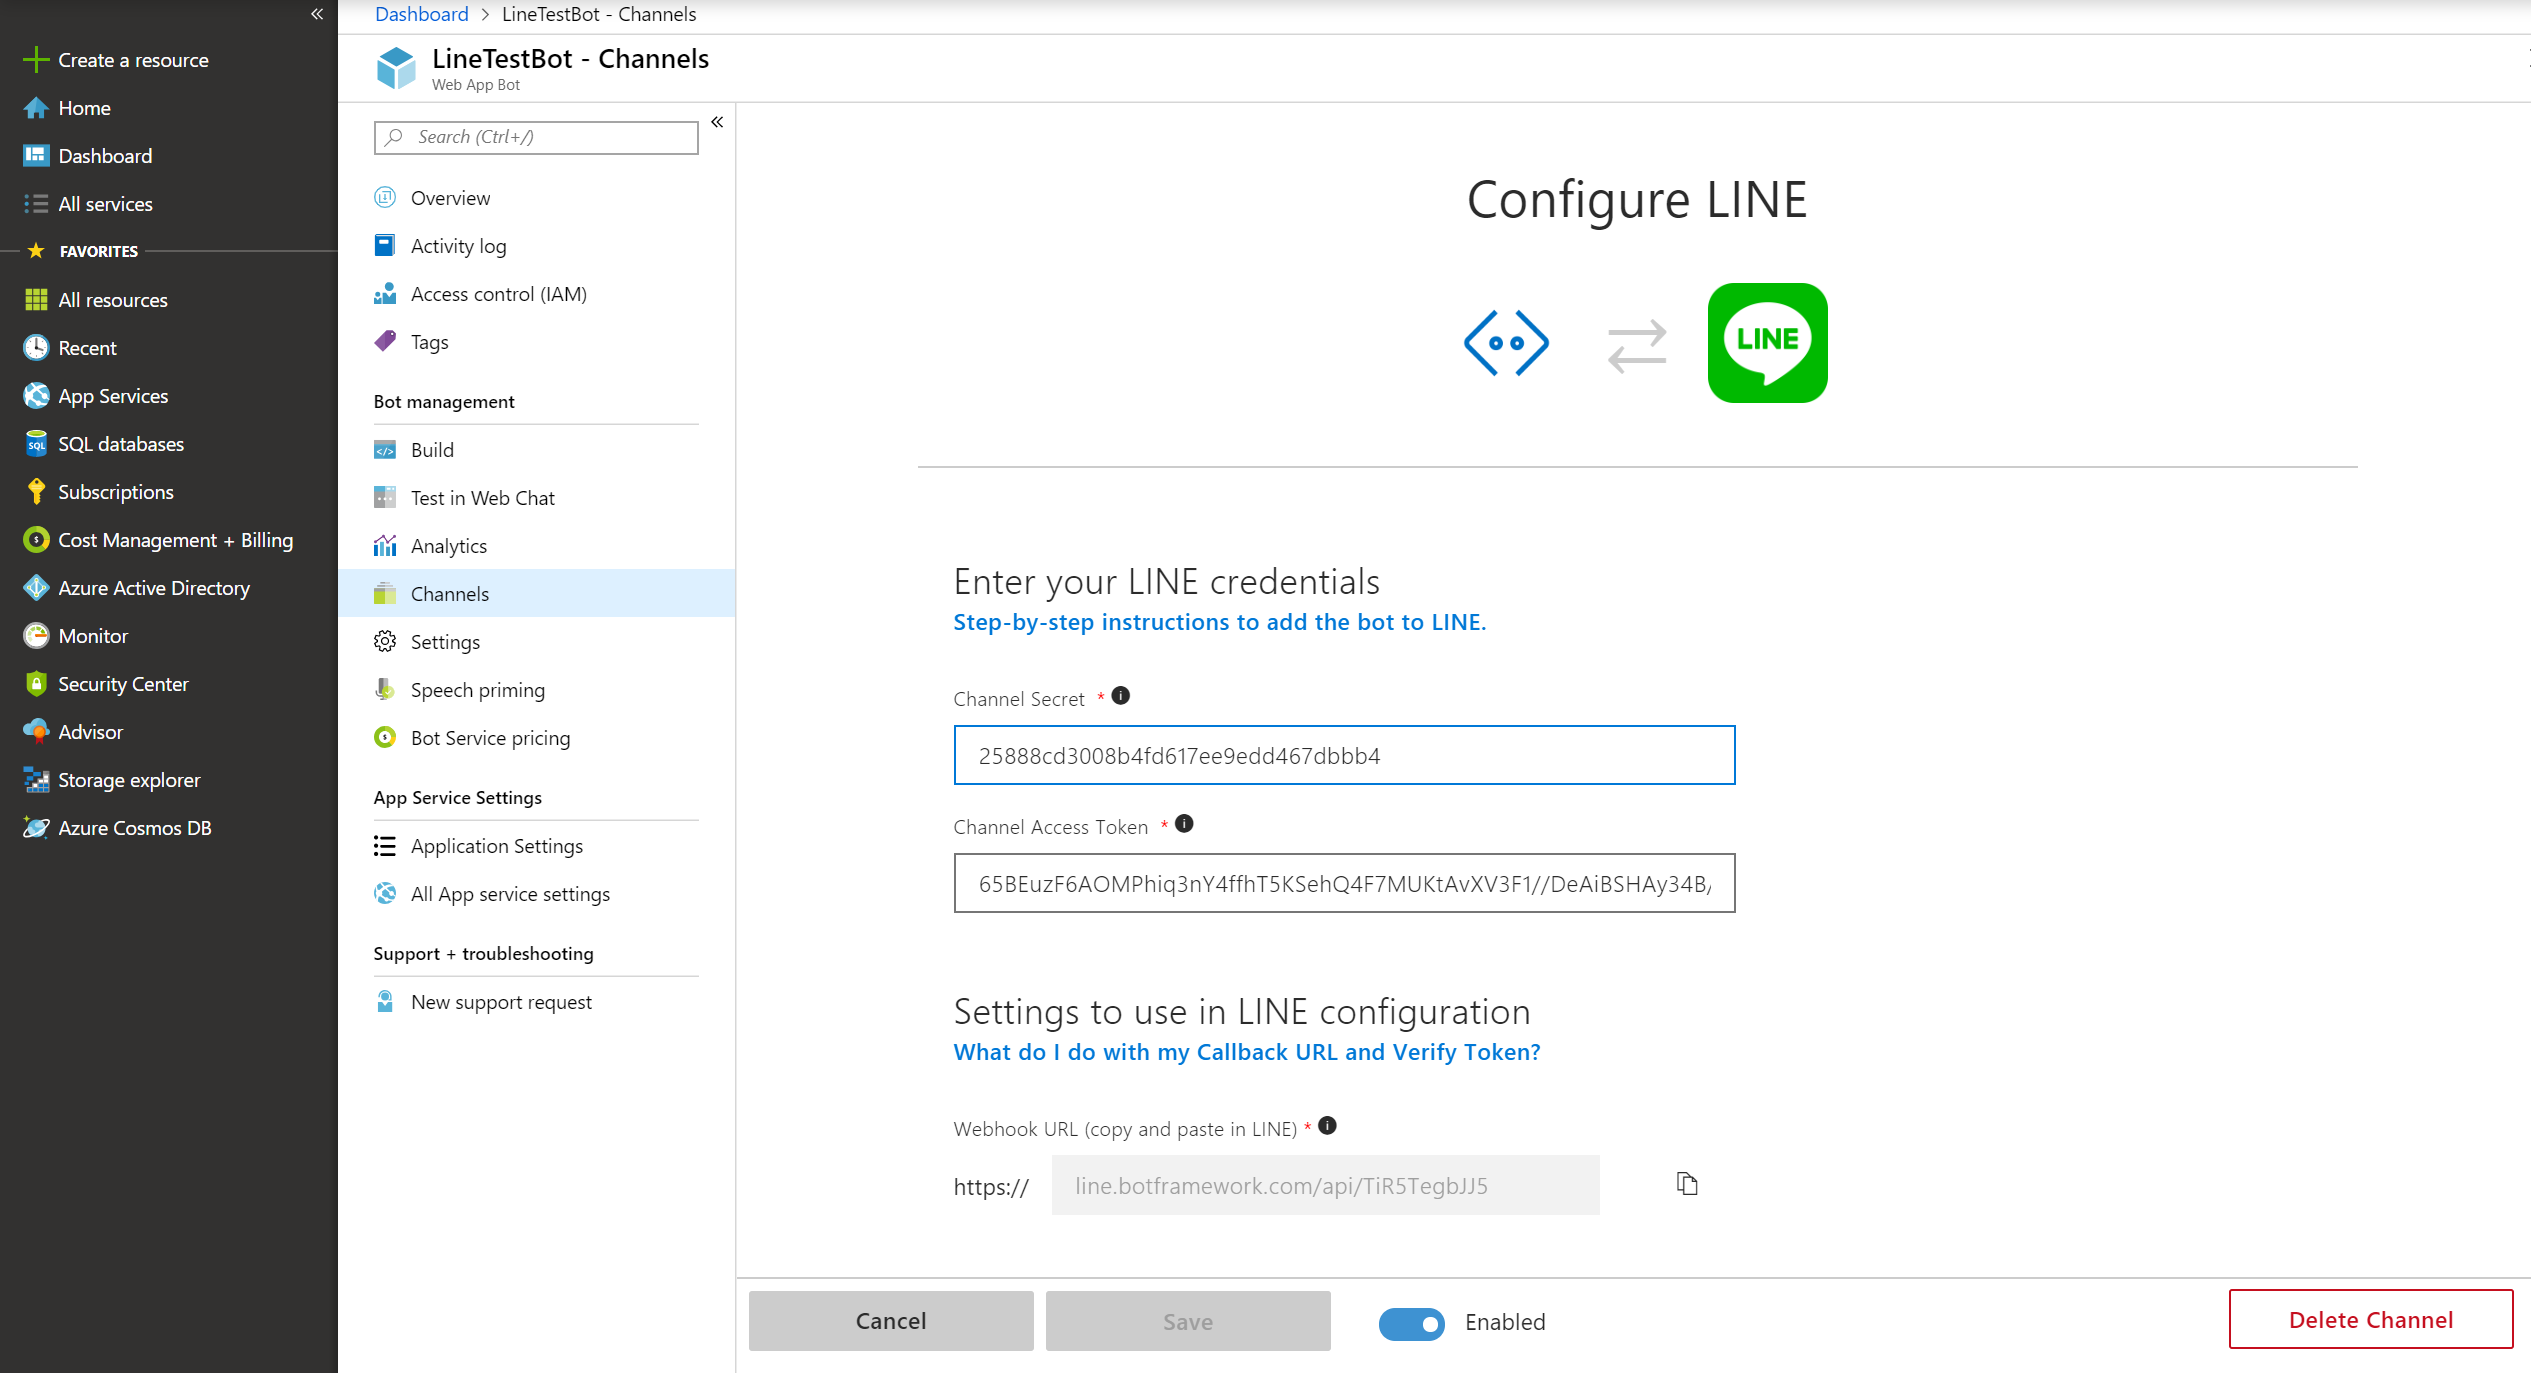 Create a resource
Home
Dashboard
All services
FAVORITES
All resources
Recent
App Services
SQL databases
Subscriptions
Cost Management + Billing
Azure Active Directory
Monitor
Security Center
Advisor
Storage explorer
Azure Cosmos DB
Dashboard > LineTestBot - Channels
LineTestBot - Channels
Web App Bot
Search (Ctrl+/)
Overview
Activity log
Access control (IAM)
Tags
Bot management
Build
Test in Web Chat
Analytics
Channels
Settings
Speech priming
Bot Service pricing
App Service Settings
Application Settings
All App service settings
Support + troubleshooting
New support request
Configure LINE
LINE
Enter your LINE credentials
Step-by-step instructions to add the bot to LINE.
Channel Secret *
25888cd3008b4fd617ee9edd467dbbb4
Channel Access Token *
65BEuzF6AOMPhiq3nY4ffhT5KSehQ4F7MUKtAvXV3F1//DeAiBSHAy34B/
Settings to use in LINE configuration
What do I do with my Callback URL and Verify Token?
Webhook URL (copy and paste in LINE) *
https:// line.botframework.com/api/TiR5TegbJJ5
Cancel
Save
Enabled
Delete Channel